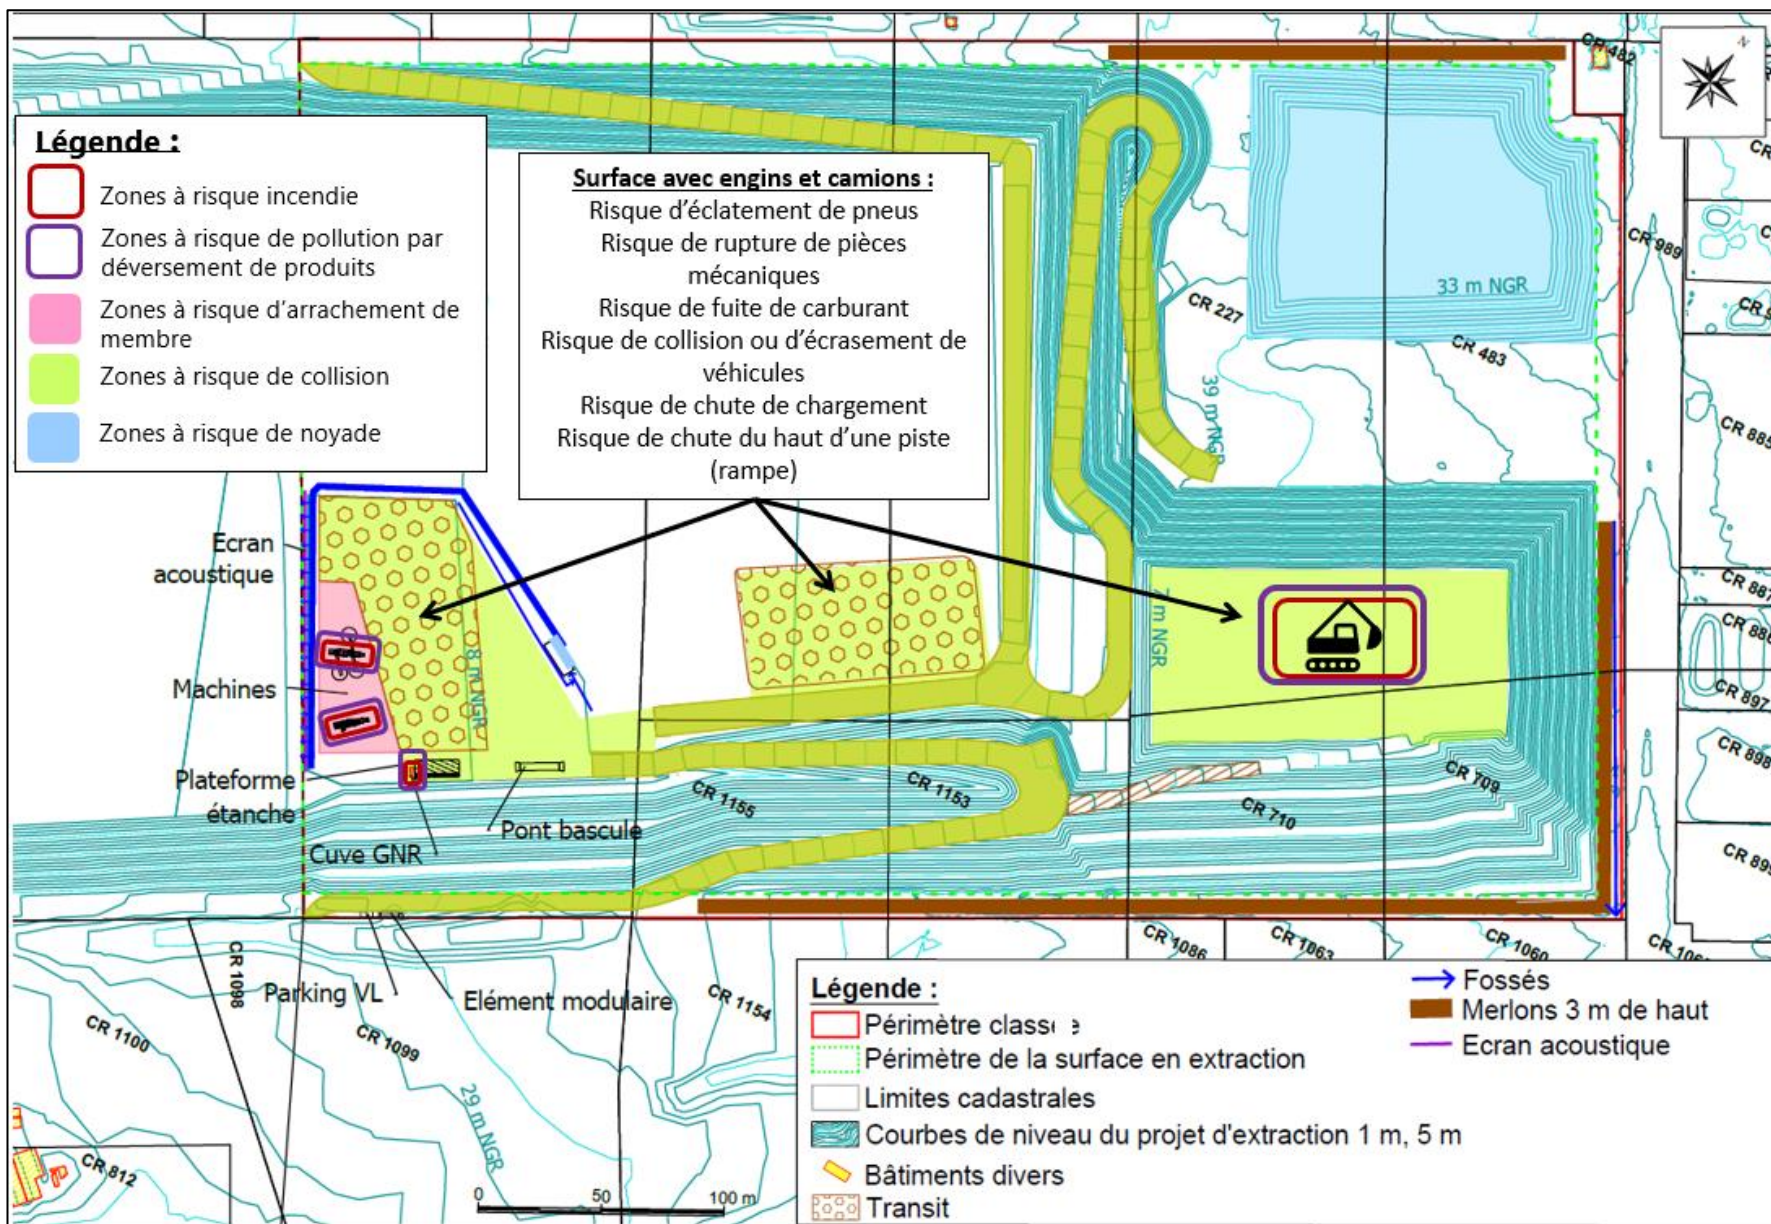 CR 482
N
Légende :
Zones à risque incendie
Zones à risque de pollution par
déversement de produits
Zones à risque d'arrachement de
membre
Zones à risque de collision
Zones à risque de noyade
Surface avec engins et camions :
Risque d'éclatement de pneus
Risque de rupture de pièces
mécaniques
Risque de fuite de carburant
Risque de collision ou d'écrasement de
véhicules
Risque de chute de chargement
Risque de chute du haut d'une piste
(rampe)
CR 989
33 m NGR
CR 227
CR 483
39 m NGR
CR 885
Ecran
acoustique
7 m NGR
CR 887
CR 897
Machines
8 m NGR
Plateforme
étanche
Cuve GNR
Pont bascule
CR 1155
CR 1153
CR 709
CR 710
CR 898
CR 1098
Parking VL
Elément modulaire
CR 1154
CR 1086
CR 1063
CR 1060
CR 1100
CR 1099
29 m NGR
CR 812
0 50 100 m
Légende :
Périmètre classé
Périmètre de la surface en extraction
Limites cadastrales
Courbes de niveau du projet d'extraction 1 m, 5 m
Bâtiments divers
Transit
Fossés
Merlons 3 m de haut
Ecran acoustique